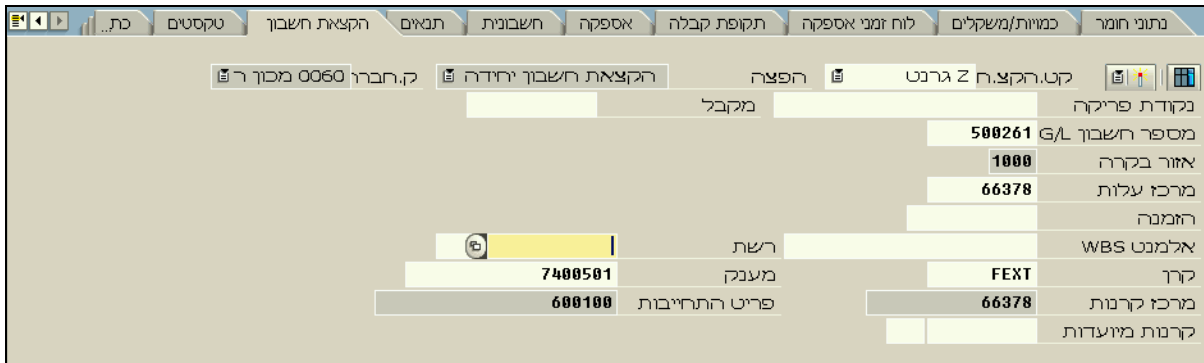 נתוני חומר כמויות/משקלים לוח זמני אספקה תקופת קבלה אספקה חשבונית תנאים הקצאת חשבון טקסטים כת..
קט.הקצ.ח Z גרנט הפצה הקצאת חשבון יחידה ק.חברה 0060 מכון ר
נקודת פריקה מקבל
מספר חשבון G/L 500261
אזור בקרה 1000
מרכז עלות 66378
הזמנה
אלמנט WBS רשת
קרן FEXT מענק 7400501
מרכז קרנות 66378 פריט התחייבות 600100
קרנות מיועדות